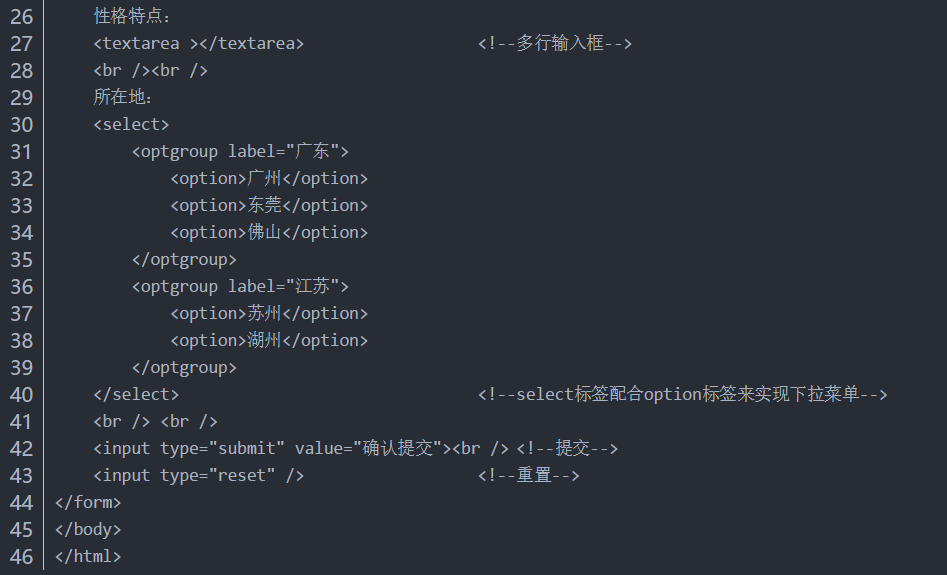 26 性格特点:
27 <textarea ></textarea> <!--多行输入框-->
28 <br /><br />
29 所在地:
30 <select>
31 <optgroup label="广东">
32 <option>广州</option>
33 <option>东莞</option>
34 <option>佛山</option>
35 </optgroup>
36 <optgroup label="江苏">
37 <option>苏州</option>
38 <option>湖州</option>
39 </optgroup>
40 </select> <!--select标签配合option标签来实现下拉菜单-->
41 <br /> <br />
42 <input type="submit" value="确认提交"><br /> <!--提交-->
43 <input type="reset" /> <!--重置-->
44 </form>
45 </body>
46 </html>